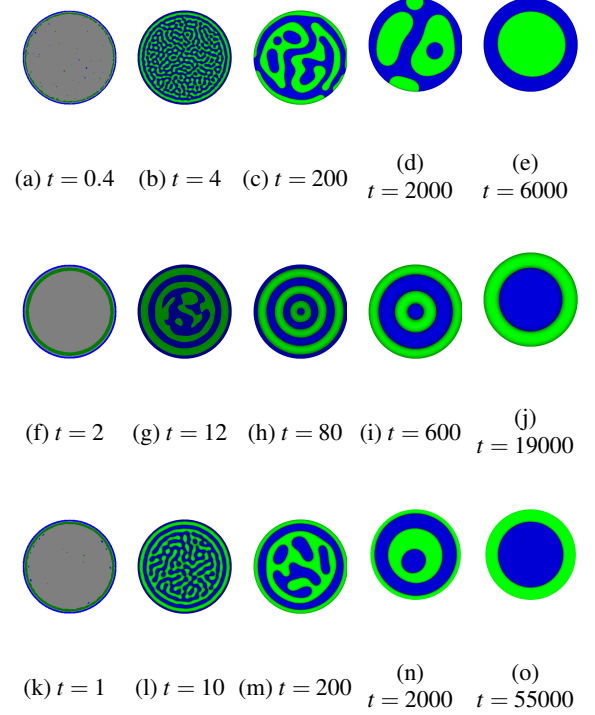 (a) t = 0.4 (b) t = 4 (c) t = 200 (d) t = 2000 (e) t = 6000
(f) t = 2 (g) t = 12 (h) t = 80 (i) t = 600 (j) t = 19000
(k) t = 1 (l) t = 10 (m) t = 200 (n) t = 2000 (o) t = 55000